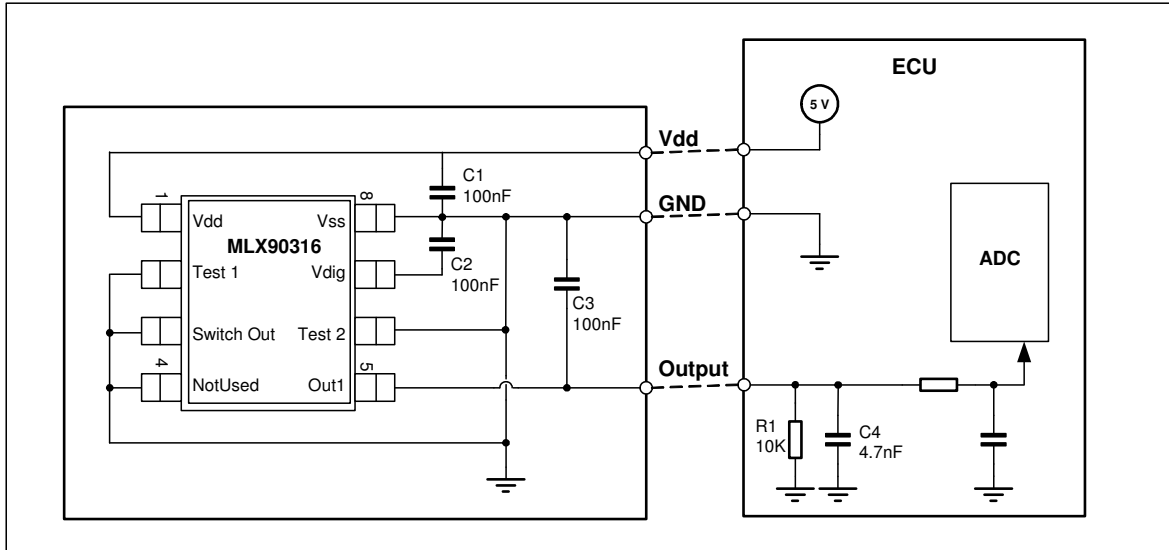 ECU
5 V
Vdd
C1
100nF
1
8
Vdd
Vss
GND
MLX90316
ADC
C2
100nF
Test 1
Vdig
C3
100nF
Switch Out
Test 2
4
5
Output
NotUsed
Out1
R1
10K
C4
4.7nF